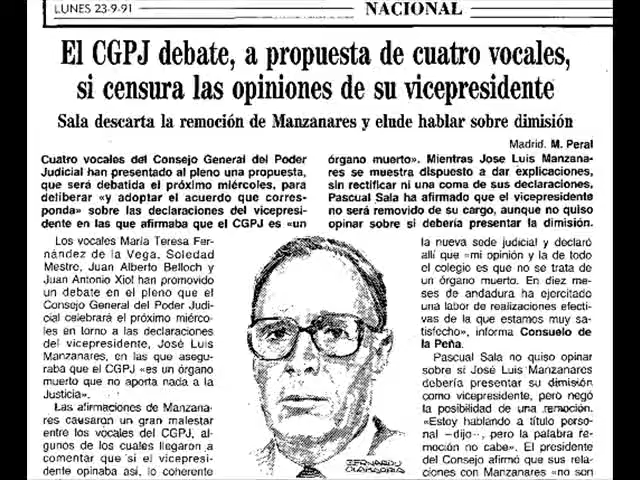 LUNES 23-9-91
NACIONAL
El CGPJ debate, a propuesta de cuatro vocales,
si censura las opiniones de su vicepresidente
Sala descarta la remoción de Manzanares y elude hablar sobre dimisión
Madrid. M. Peral
Cuatro vocales del Consejo General del Poder
Judicial han presentado al pleno una propuesta,
que será debatida el próximo miércoles, para
deliberar «y adoptar el acuerdo que corres-
ponda» sobre las declaraciones del vicepresi-
dente en las que afirmaba que el CGPJ es «un
órgano muerto». Mientras Jose Luis Manzana-
res se muestra dispuesto a dar explicaciones,
sin rectificar ni una coma de sus declaraciones,
Pascual Sala ha afirmado que el vicepresidente
no será removido de su cargo, aunque no quiso
opinar sobre si debería presentar la dimisión.
Los vocales María Teresa Fer-
nández de la Vega. Soledad
Mestre, Juan Alberto Belloch y
Juan Antonio Xiol han promovido
un debate en el pleno que el
Consejo General del Poder Judi-
cial celebrará el próximo miérco-
les en torno a las declaraciones
del vicepresidente, José Luis
Manzanares, en las que asegu-
raba que el CGPJ «es un órgano
muerto que no aporta nada a la
Justicia».
Las afirmaciones de Manzana-
res causaron un gran malestar
entre los vocales del CGPJ, al-
gunos de los cuales llegaron a
comentar que si el vicepresidente
opinaba así, lo coherente
la nueva sede judicial y declaró
allí que «mi opinión y la de todo
el colegio es que no se trata de
un órgano muerto. En diez me-
ses de andadura ha ejercitado
una labor de realizaciones efecti-
vas de la que estamos muy sa-
tisfecho», informa Consuelo de
la Peña.
Pascual Sala no quiso opinar
sobre si José Luis Manzanares
debería presentar su dimisión
como vicepresidente, pero negó
la posibilidad de una remoción.
«Estoy hablando a título perso-
nal –dijo–, pero la palabra re-
moción no cabe». El presidente
del Consejo afirmó que sus rela-
ciones con Manzanares «no son